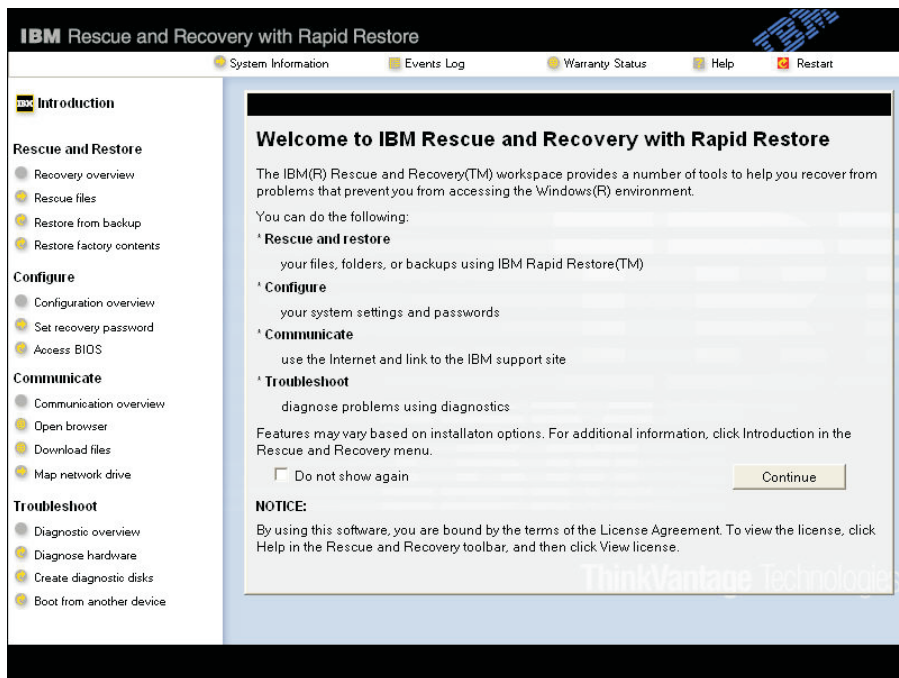 IBM Rescue and Recovery with Rapid Restore
IBM
System Information
Events Log
Warranty Status
Help
Restart
IBM Introduction
Rescue and Restore
Recovery overview
Rescue files
Restore from backup
Restore factory contents
Configure
Configuration overview
Set recovery password
Access BIOS
Communicate
Communication overview
Open browser
Download files
Map network drive
Troubleshoot
Diagnostic overview
Diagnose hardware
Create diagnostic disks
Boot from another device
Welcome to IBM Rescue and Recovery with Rapid Restore
The IBM(R) Rescue and Recovery(TM) workspace provides a number of tools to help you recover from
problems that prevent you from accessing the Windows(R) environment.
You can do the following:
* Rescue and restore
your files, folders, or backups using IBM Rapid Restore(TM)
* Configure
your system settings and passwords
* Communicate
use the Internet and link to the IBM support site
* Troubleshoot
diagnose problems using diagnostics
Features may vary based on installaton options. For additional information, click Introduction in the
Rescue and Recovery menu.
Do not show again
Continue
NOTICE:
By using this software, you are bound by the terms of the License Agreement. To view the license, click
Help in the Rescue and Recovery toolbar, and then click View license.
ThinkVantage Technologies